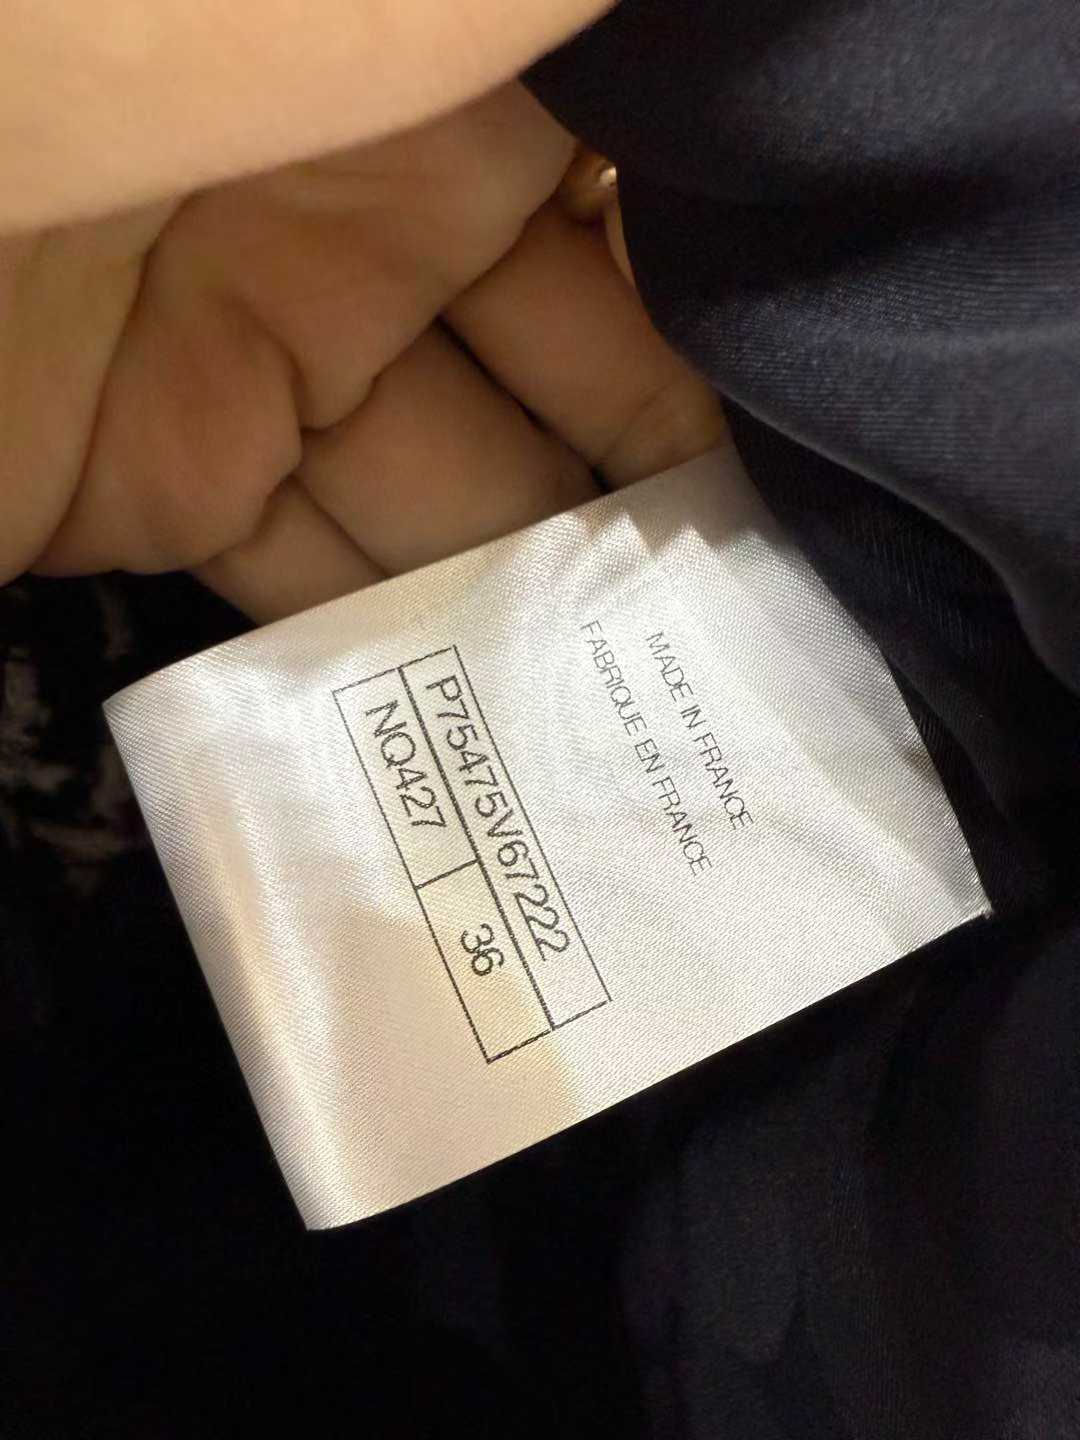 MADE IN FRANCE
FABRIQUE EN FRANCE
P75475V67222
NQ427
36